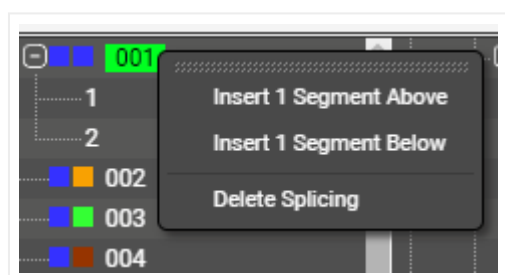 001
1
Insert 1 Segment Above
2
Insert 1 Segment Below
002
Delete Splicing
003
004